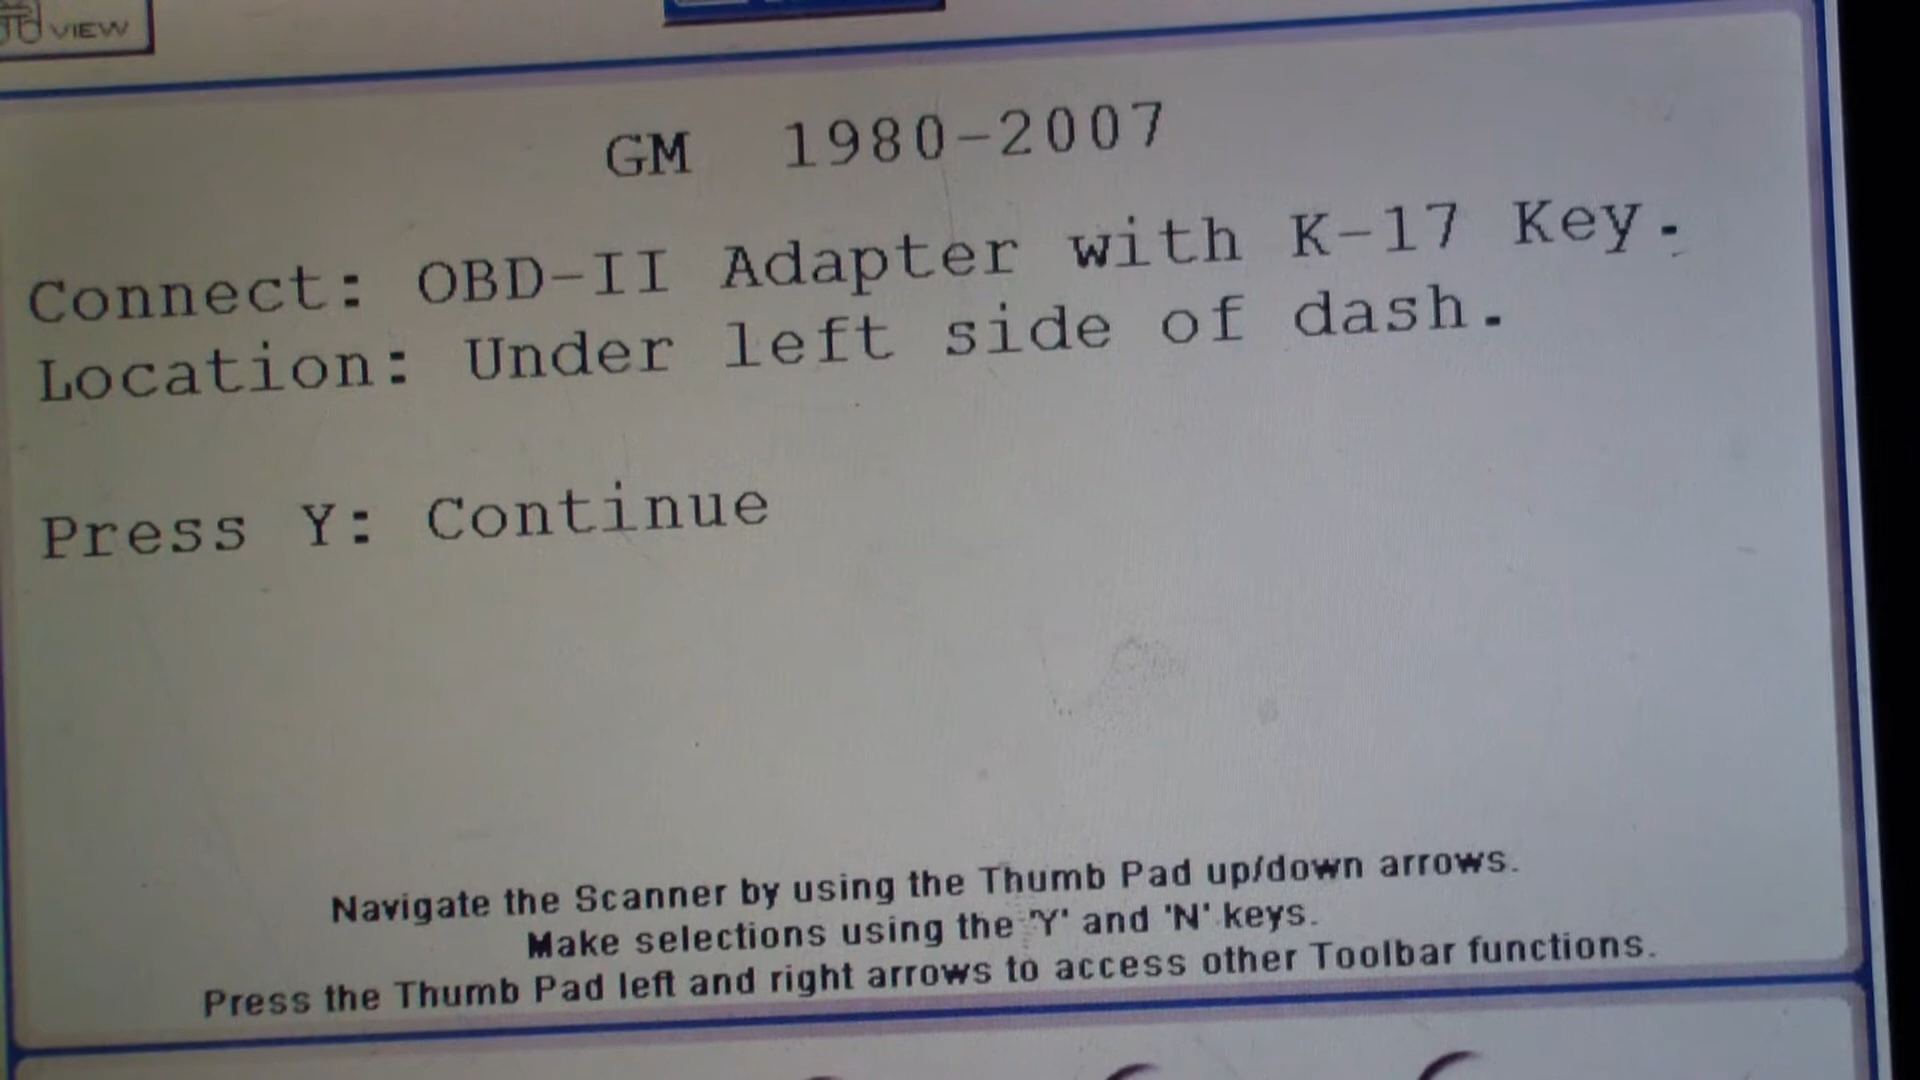 VIEW
GM 1980-2007
Connect: OBD-II Adapter with K-17 Key.
Location: Under left side of dash.
Press Y: Continue
Navigate the Scanner by using the Thumb Pad up/down arrows.
Make selections using the 'Y' and 'N' keys.
Press the Thumb Pad left and right arrows to access other Toolbar functions.